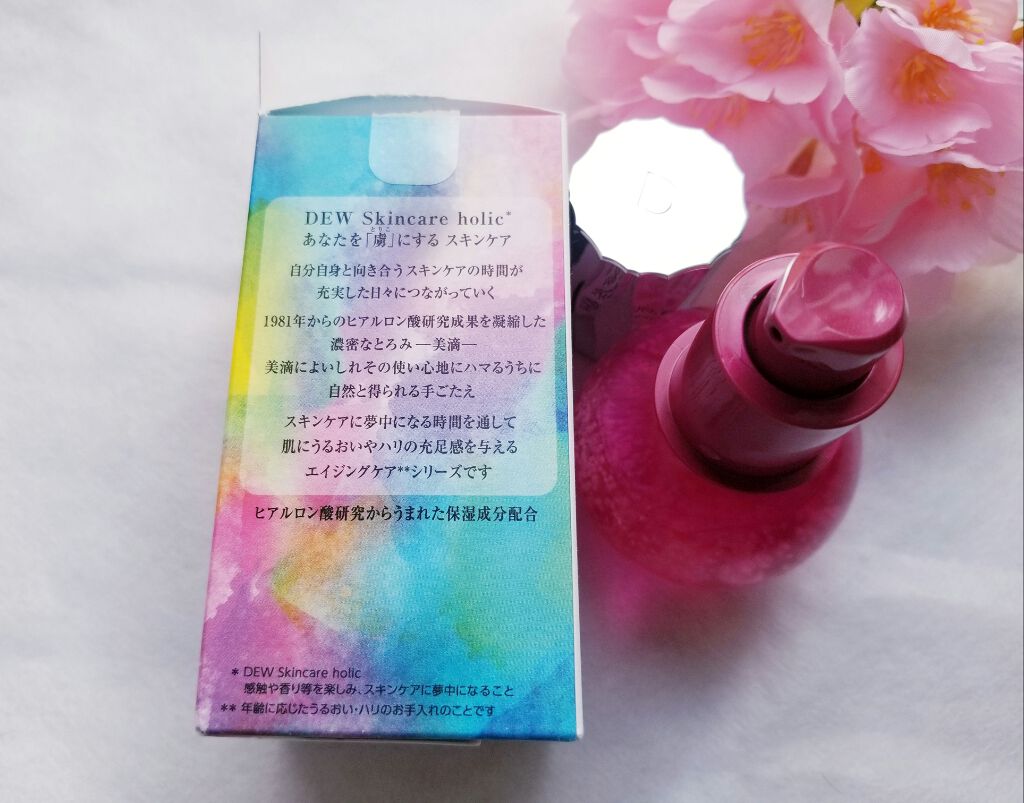 DEW Skincare holic*
あなたを「虜」にする スキンケア
とりこ
自分自身と向き合うスキンケアの時間が
充実した日々につながっていく
1981年からのヒアルロン酸研究成果を凝縮した
濃密なとろみ ―美滴―
美滴によいしれその使い心地にハマるうちに
自然と得られる手ごたえ
スキンケアに夢中になる時間を通して
肌にうるおいやハリの充足感を与える
エイジングケア**シリーズです
ヒアルロン酸研究からうまれた保湿成分配合
* DEW Skincare holic
感触や香り等を楽しみ、スキンケアに夢中になること
** 年齢に応じたうるおい・ハリのお手入れのことです
D